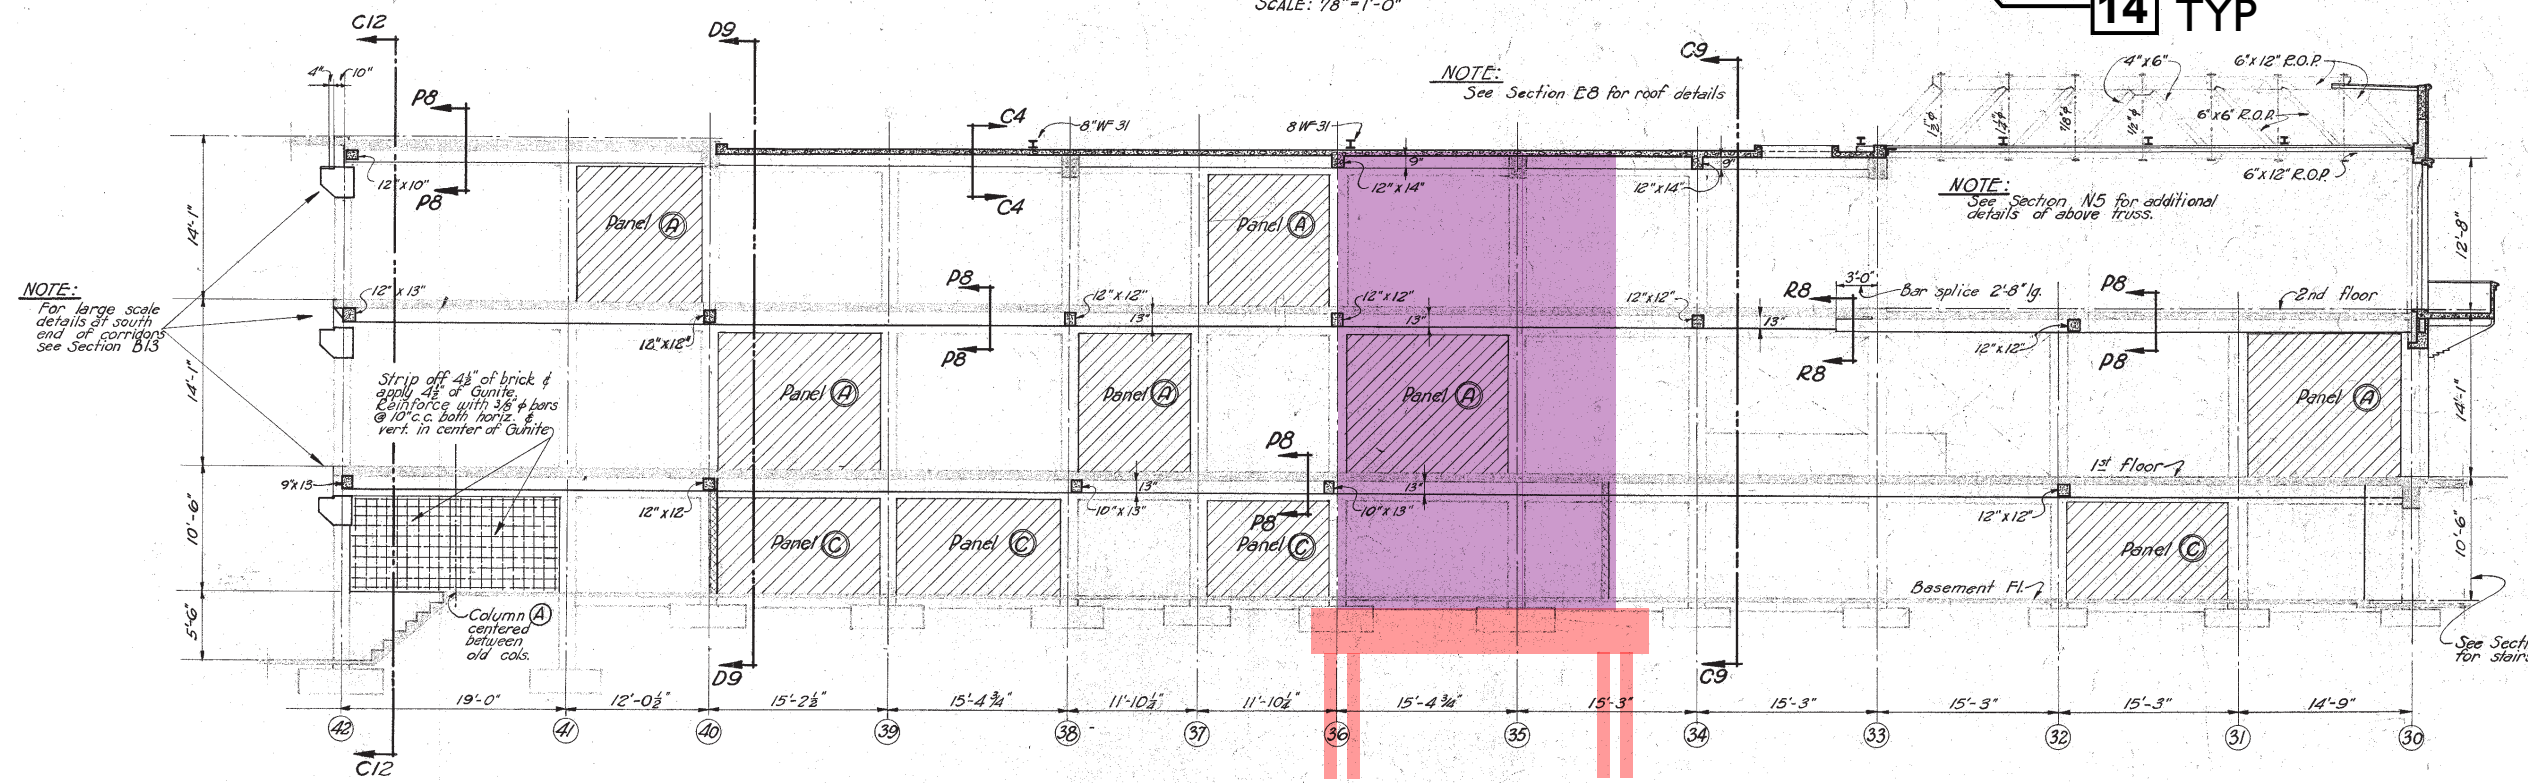 SCALE: 1/8" = 1'-0"
14 TYP
C12
D9
C9
4"
10"
P8
P8
C4
C4
8"WF31
8WF31
NOTE:
See Section E8 for roof details
4"x6"
6"x12" R.O.P.
6"x6" R.O.P.
6"x12" R.O.P.
7/8"φ
1/2"φ
12"x10"
9"
12"x14"
12"x14"
9"
NOTE:
See Section N5 for additional
details of above truss.
14'-1"
Panel A
Panel A
12'-8"
NOTE:
For large scale
details at south
end of corridors
see Section B13
12"x13"
P8
P8
12"x12"
12"x12"
13"
12"x12"
13"
12"x12"
13"
R8
R8
3'-0"
Bar splice 2'-8" lg.
P8
P8
2nd floor
12"x12"
14'-1"
Strip off 4½" of brick &
apply 4½" of Gunite.
Reinforce with 3/8"φ bars
@ 10" c.c. both horiz. &
vert. in center of Gunite
Panel A
Panel A
Panel A
Panel A
14'-1"
1st floor
9"x13
12"x12"
13"
10"x13"
P8
P8
13"
10"x13"
12"x12"
10'-6"
Panel C
Panel C
Panel C
Panel C
10'-6"
Basement Fl.
5'-6"
Column A
centered
between
old cols.
See Secti
for stairs
D9
C9
19'-0"
12'-0½"
15'-2½"
15'-4¾"
11'-10¼"
11'-10¼"
15'-4¾"
15'-3"
15'-3"
15'-3"
15'-3"
14'-9"
42
41
40
39
38
37
36
35
34
33
32
31
30
C12